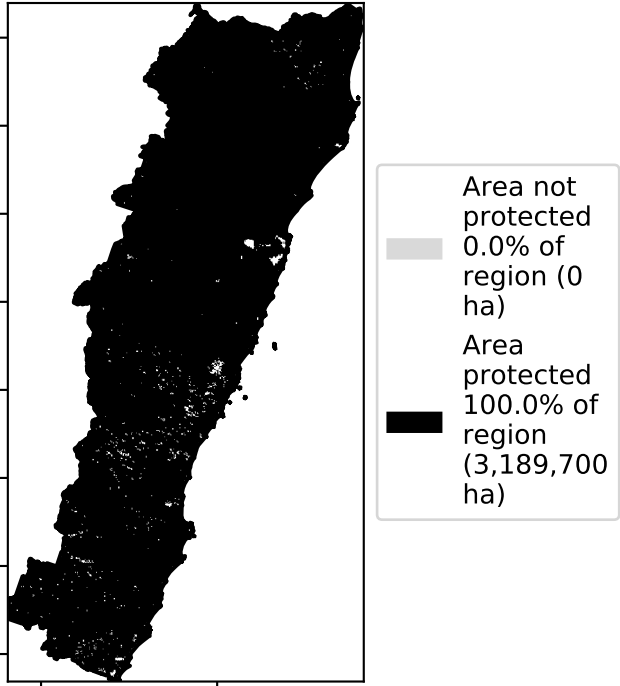 Area not
protected
0.0% of
region (0
ha)
Area
protected
100.0% of
region
(3,189,700
ha)